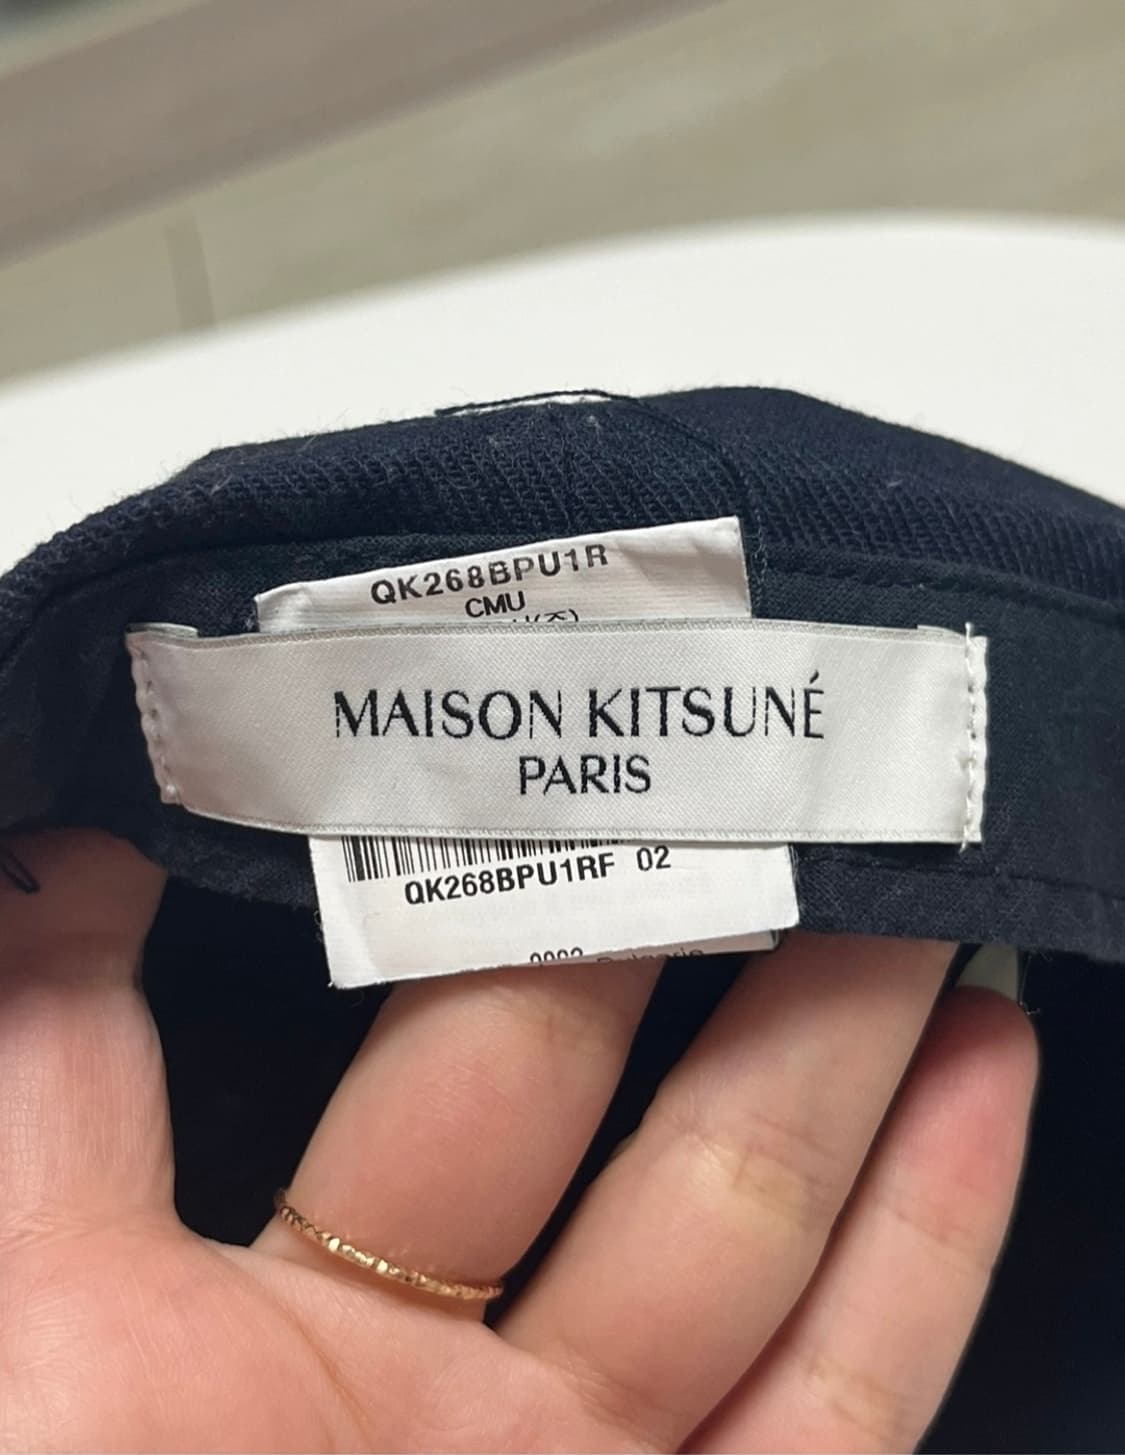 QK268BPU1R
CMU
MAISON KITSUNÉ
PARIS
QK268BPU1RF 02